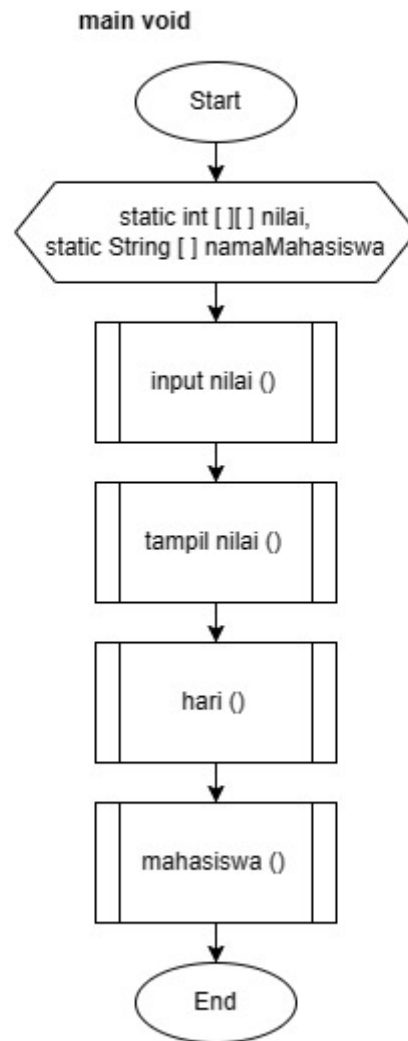 main void
Start
static int [ ][ ] nilai,
static String [ ] namaMahasiswa
input nilai ()
tampil nilai ()
hari ()
mahasiswa ()
End